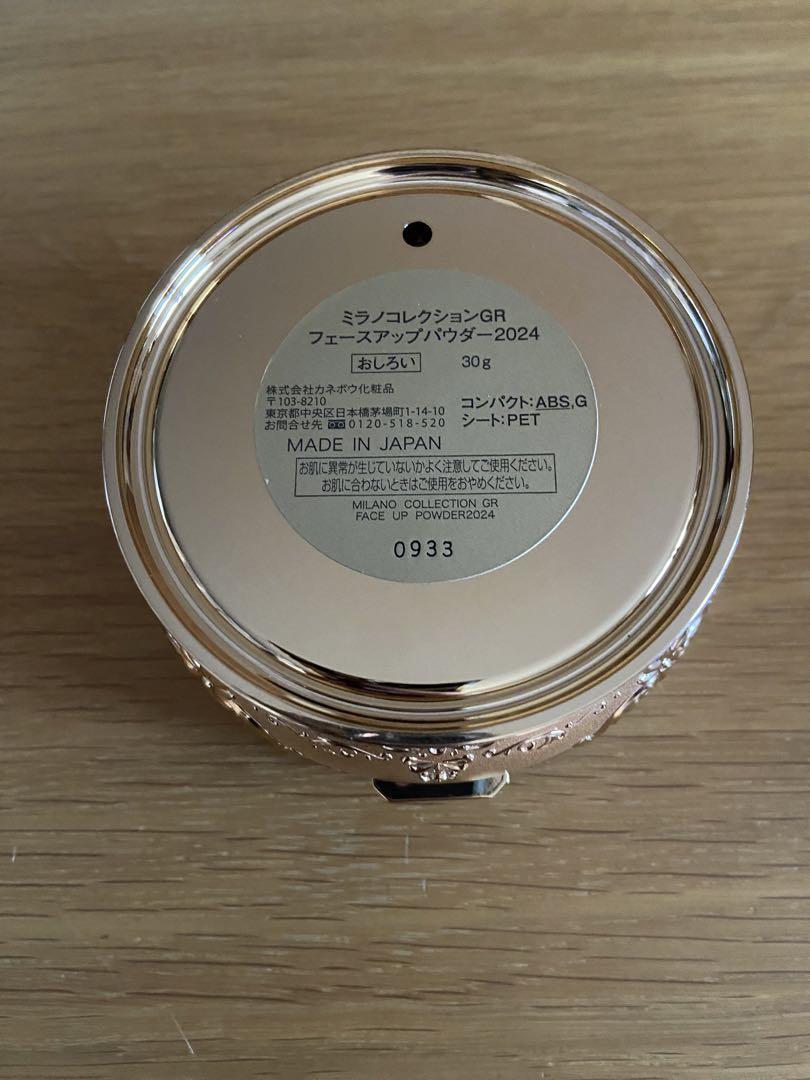 ミラノコレクションGR
フェースアップパウダー2024
おしろい 30g
株式会社カネボウ化粧品
〒103-8210
東京都中央区日本橋茅場町1-14-10
お問合せ先 0120-518-520
コンパクト:ABS,G
シート:PET
MADE IN JAPAN
お肌に異常が生じていないかよく注意してご使用ください。
お肌に合わないときはご使用をおやめください。
MILANO COLLECTION GR
FACE UP POWDER2024
0933